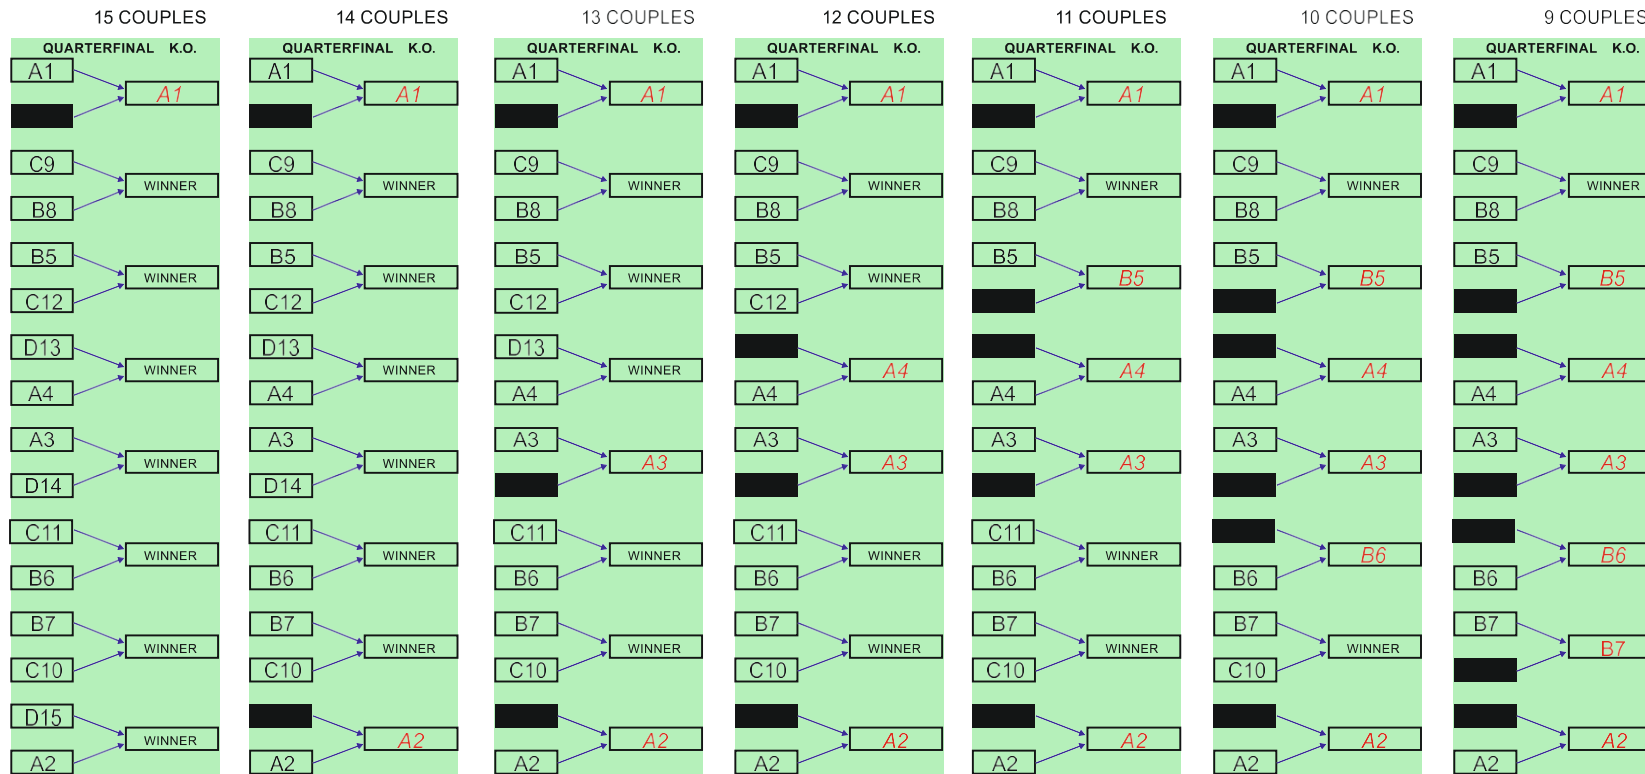 15 COUPLES 14 COUPLES 13 COUPLES 12 COUPLES 11 COUPLES 10 COUPLES 9 COUPLES
QUARTERFINAL K.O. QUARTERFINAL K.O. QUARTERFINAL K.O. QUARTERFINAL K.O. QUARTERFINAL K.O. QUARTERFINAL K.O. QUARTERFINAL K.O.
A1 A1 A1 A1 A1 A1 A1
A1 A1 A1 A1 A1 A1 A1
C9 C9 C9 C9 C9 C9 C9
WINNER WINNER WINNER WINNER WINNER WINNER WINNER
B8 B8 B8 B8 B8 B8 B8
B5 B5 B5 B5 B5 B5 B5
WINNER WINNER WINNER WINNER B5 B5 B5
C12 C12 C12 C12
D13 D13 D13
WINNER WINNER WINNER A4 A4 A4 A4
A4 A4 A4 A4 A4 A4 A4
A3 A3 A3 A3 A3 A3 A3
WINNER WINNER A3 A3 A3 A3 A3
D14 D14
C11 C11 C11 C11 C11
WINNER WINNER WINNER WINNER WINNER B6 B6
B6 B6 B6 B6 B6 B6 B6
B7 B7 B7 B7 B7 B7 B7
WINNER WINNER WINNER WINNER WINNER WINNER B7
C10 C10 C10 C10 C10 C10
D15
WINNER A2 A2 A2 A2 A2 A2
A2 A2 A2 A2 A2 A2 A2